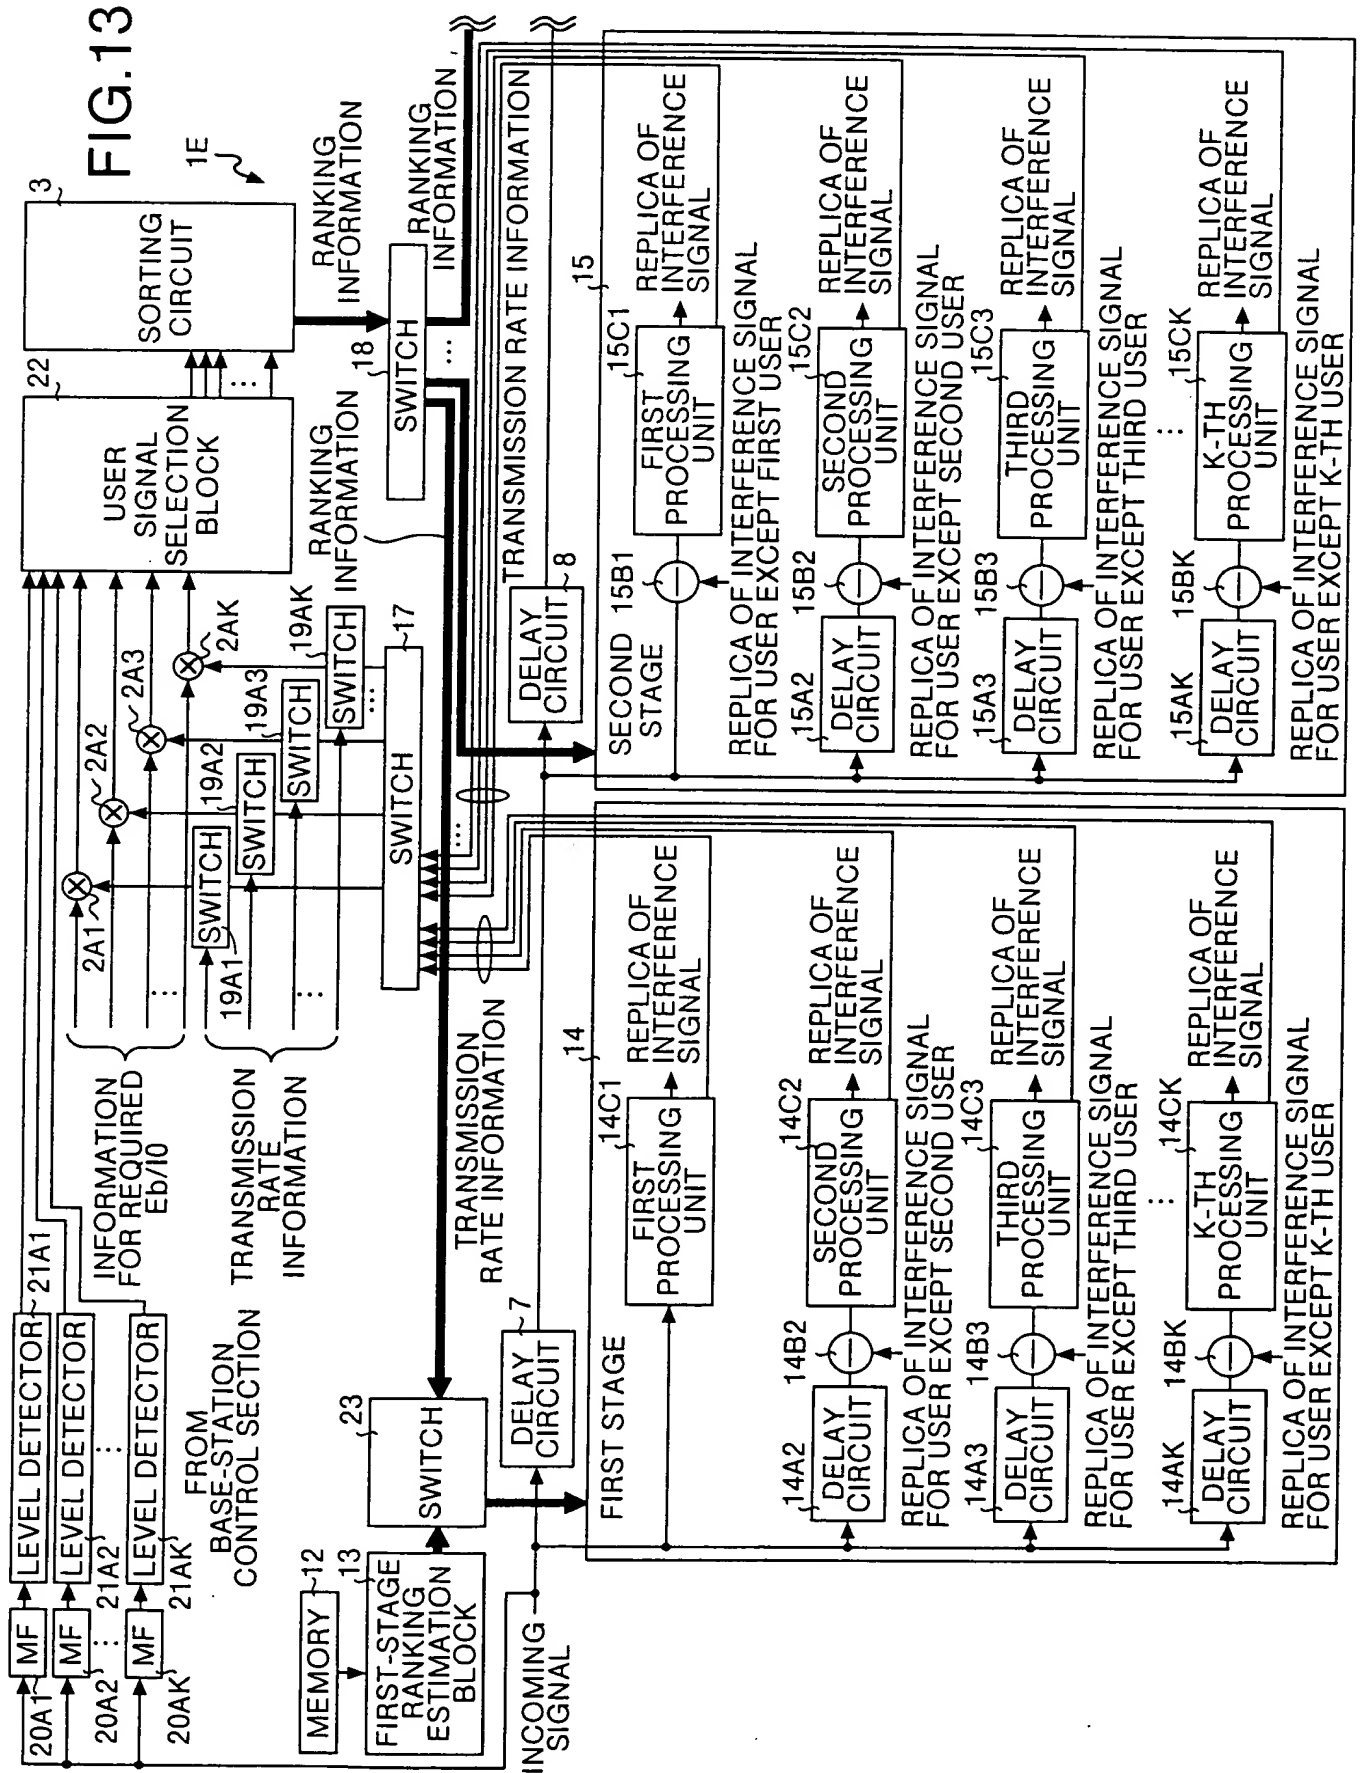 FIG.13
1E
20A1
MF
LEVEL DETECTOR
21A1
20A2
MF
LEVEL DETECTOR
21A2
20AK
MF
LEVEL DETECTOR
21AK
FROM
BASE-STATION
CONTROL SECTION
INFORMATION
FOR REQUIRED
Eb/I0
TRANSMISSION
RATE
INFORMATION
2A1
2A2
2A3
2AK
19A1
SWITCH
19A2
SWITCH
19A3
SWITCH
19AK
SWITCH
17
SWITCH
22
USER
SIGNAL
SELECTION
BLOCK
3
SORTING
CIRCUIT
RANKING
INFORMATION
18
SWITCH
RANKING
INFORMATION
RANKING
INFORMATION
12
MEMORY
13
FIRST-STAGE
RANKING
ESTIMATION
BLOCK
23
SWITCH
TRANSMISSION
RATE INFORMATION
TRANSMISSION RATE INFORMATION
INCOMING
SIGNAL
7
DELAY
CIRCUIT
8
DELAY
CIRCUIT
FIRST STAGE
14
14C1
FIRST
PROCESSING
UNIT
REPLICA OF
INTERFERENCE
SIGNAL
14A2
DELAY
CIRCUIT
14B2
14C2
SECOND
PROCESSING
UNIT
REPLICA OF
INTERFERENCE
SIGNAL
REPLICA OF INTERFERENCE SIGNAL
FOR USER EXCEPT SECOND USER
14A3
DELAY
CIRCUIT
14B3
14C3
THIRD
PROCESSING
UNIT
REPLICA OF
INTERFERENCE
SIGNAL
REPLICA OF INTERFERENCE SIGNAL
FOR USER EXCEPT THIRD USER
14AK
DELAY
CIRCUIT
14BK
14CK
K-TH
PROCESSING
UNIT
REPLICA OF
INTERFERENCE
SIGNAL
REPLICA OF INTERFERENCE SIGNAL
FOR USER EXCEPT K-TH USER
SECOND
STAGE
15
15B1
15C1
FIRST
PROCESSING
UNIT
REPLICA OF
INTERFERENCE
SIGNAL
REPLICA OF INTERFERENCE SIGNAL
FOR USER EXCEPT FIRST USER
15A2
DELAY
CIRCUIT
15B2
15C2
SECOND
PROCESSING
UNIT
REPLICA OF
INTERFERENCE
SIGNAL
REPLICA OF INTERFERENCE SIGNAL
FOR USER EXCEPT SECOND USER
15A3
DELAY
CIRCUIT
15B3
15C3
THIRD
PROCESSING
UNIT
REPLICA OF
INTERFERENCE
SIGNAL
REPLICA OF INTERFERENCE SIGNAL
FOR USER EXCEPT THIRD USER
15AK
DELAY
CIRCUIT
15BK
15CK
K-TH
PROCESSING
UNIT
REPLICA OF
INTERFERENCE
SIGNAL
REPLICA OF INTERFERENCE SIGNAL
FOR USER EXCEPT K-TH USER